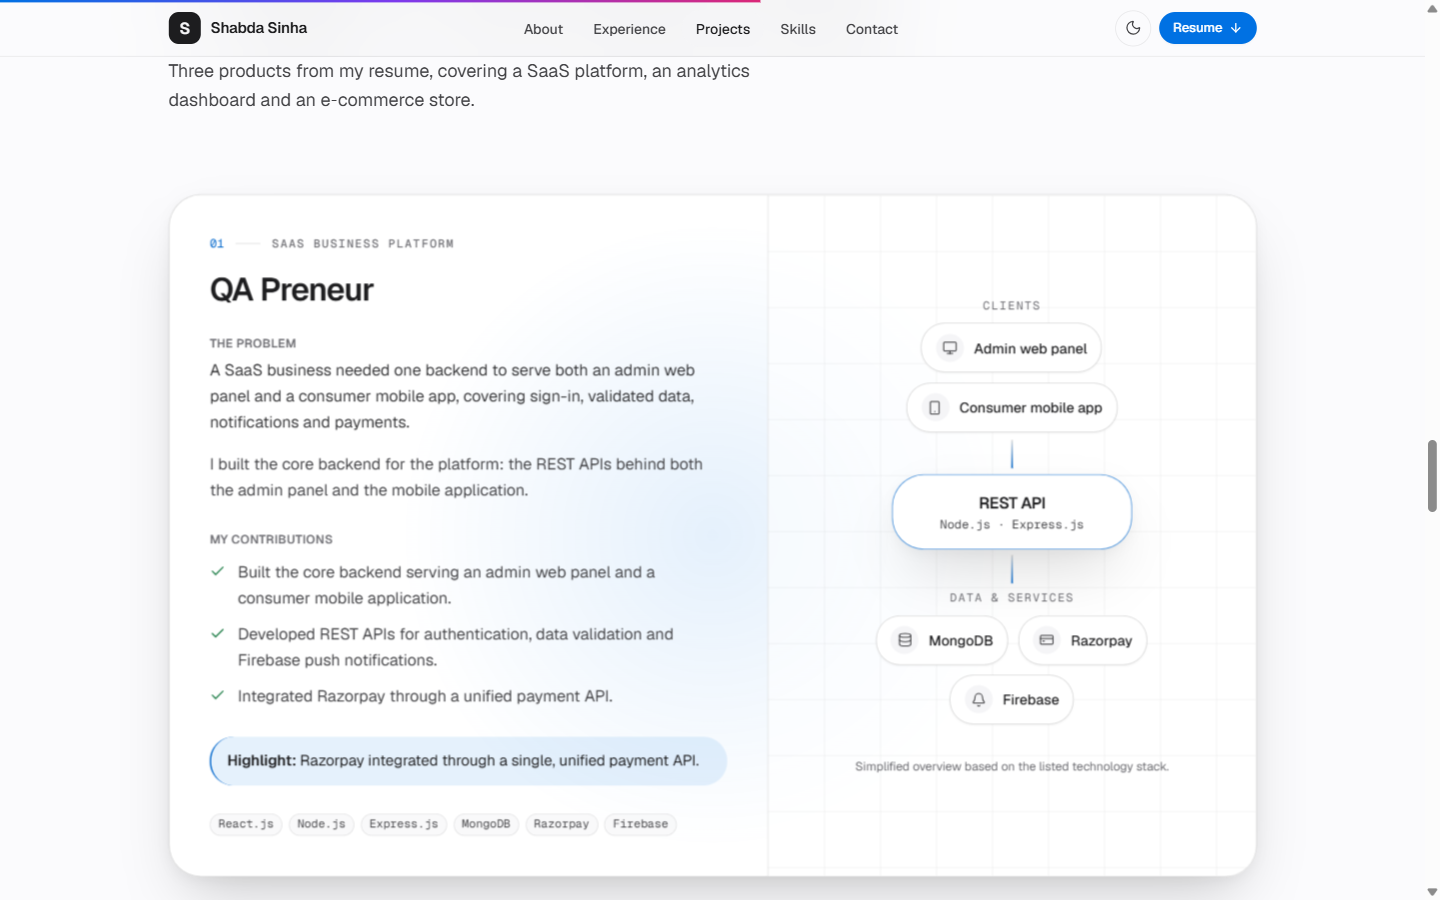 S Shabda Sinha About Experience Projects Skills Contact Resume ↓
Three products from my resume, covering a SaaS platform, an analytics
dashboard and an e-commerce store.
01 SAAS BUSINESS PLATFORM
QA Preneur
THE PROBLEM
A SaaS business needed one backend to serve both an admin web
panel and a consumer mobile app, covering sign-in, validated data,
notifications and payments.
I built the core backend for the platform: the REST APIs behind both
the admin panel and the mobile application.
MY CONTRIBUTIONS
Built the core backend serving an admin web panel and a
consumer mobile application.
Developed REST APIs for authentication, data validation and
Firebase push notifications.
Integrated Razorpay through a unified payment API.
Highlight: Razorpay integrated through a single, unified payment API.
React.js Node.js Express.js MongoDB Razorpay Firebase
CLIENTS
Admin web panel
Consumer mobile app
REST API
Node.js · Express.js
DATA & SERVICES
MongoDB Razorpay
Firebase
Simplified overview based on the listed technology stack.